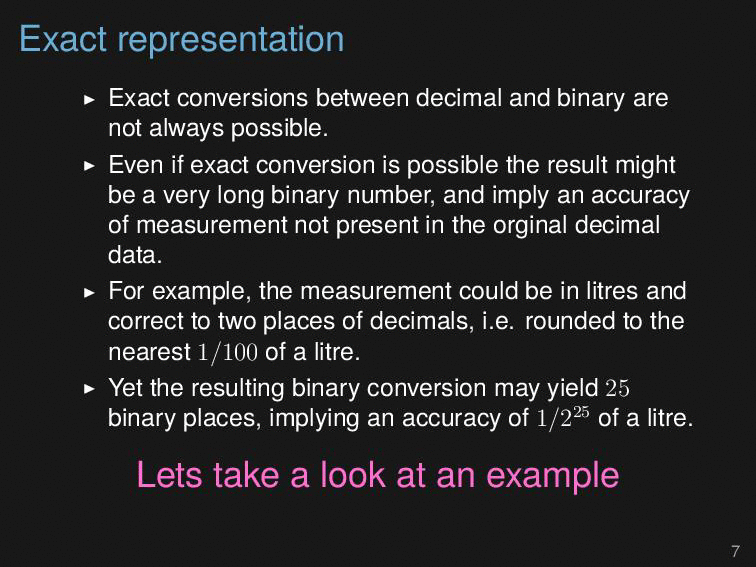 Exact representation
▶ Exact conversions between decimal and binary are
not always possible.
▶ Even if exact conversion is possible the result might
be a very long binary number, and imply an accuracy
of measurement not present in the orginal decimal
data.
▶ For example, the measurement could be in litres and
correct to two places of decimals, i.e. rounded to the
nearest 1/100 of a litre.
▶ Yet the resulting binary conversion may yield 25
binary places, implying an accuracy of 1/2²⁵ of a litre.
Lets take a look at an example
7